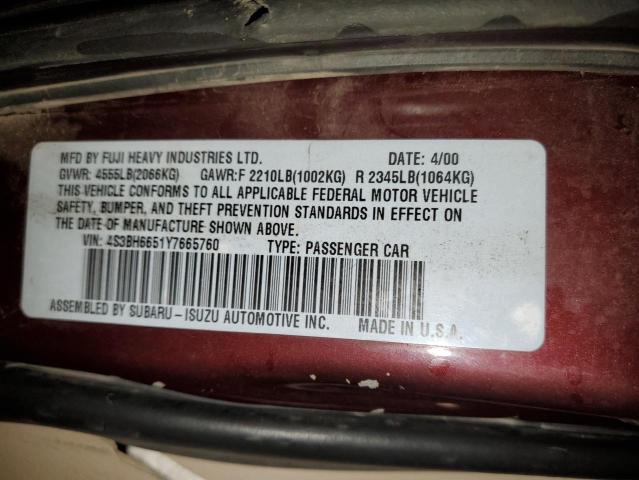 MFD BY FUJI HEAVY INDUSTRIES LTD. DATE: 4/00
GVWR: 4555LB(2066KG) GAWR:F 2210LB(1002KG) R 2345LB(1064KG)
THIS VEHICLE CONFORMS TO ALL APPLICABLE FEDERAL MOTOR VEHICLE
SAFETY, BUMPER, AND THEFT PREVENTION STANDARDS IN EFFECT ON
THE DATE OF MANUFACTURE SHOWN ABOVE.
VIN: 4S3BH6651Y7665760 TYPE: PASSENGER CAR
ASSEMBLED BY SUBARU-ISUZU AUTOMOTIVE INC. MADE IN U.S.A.